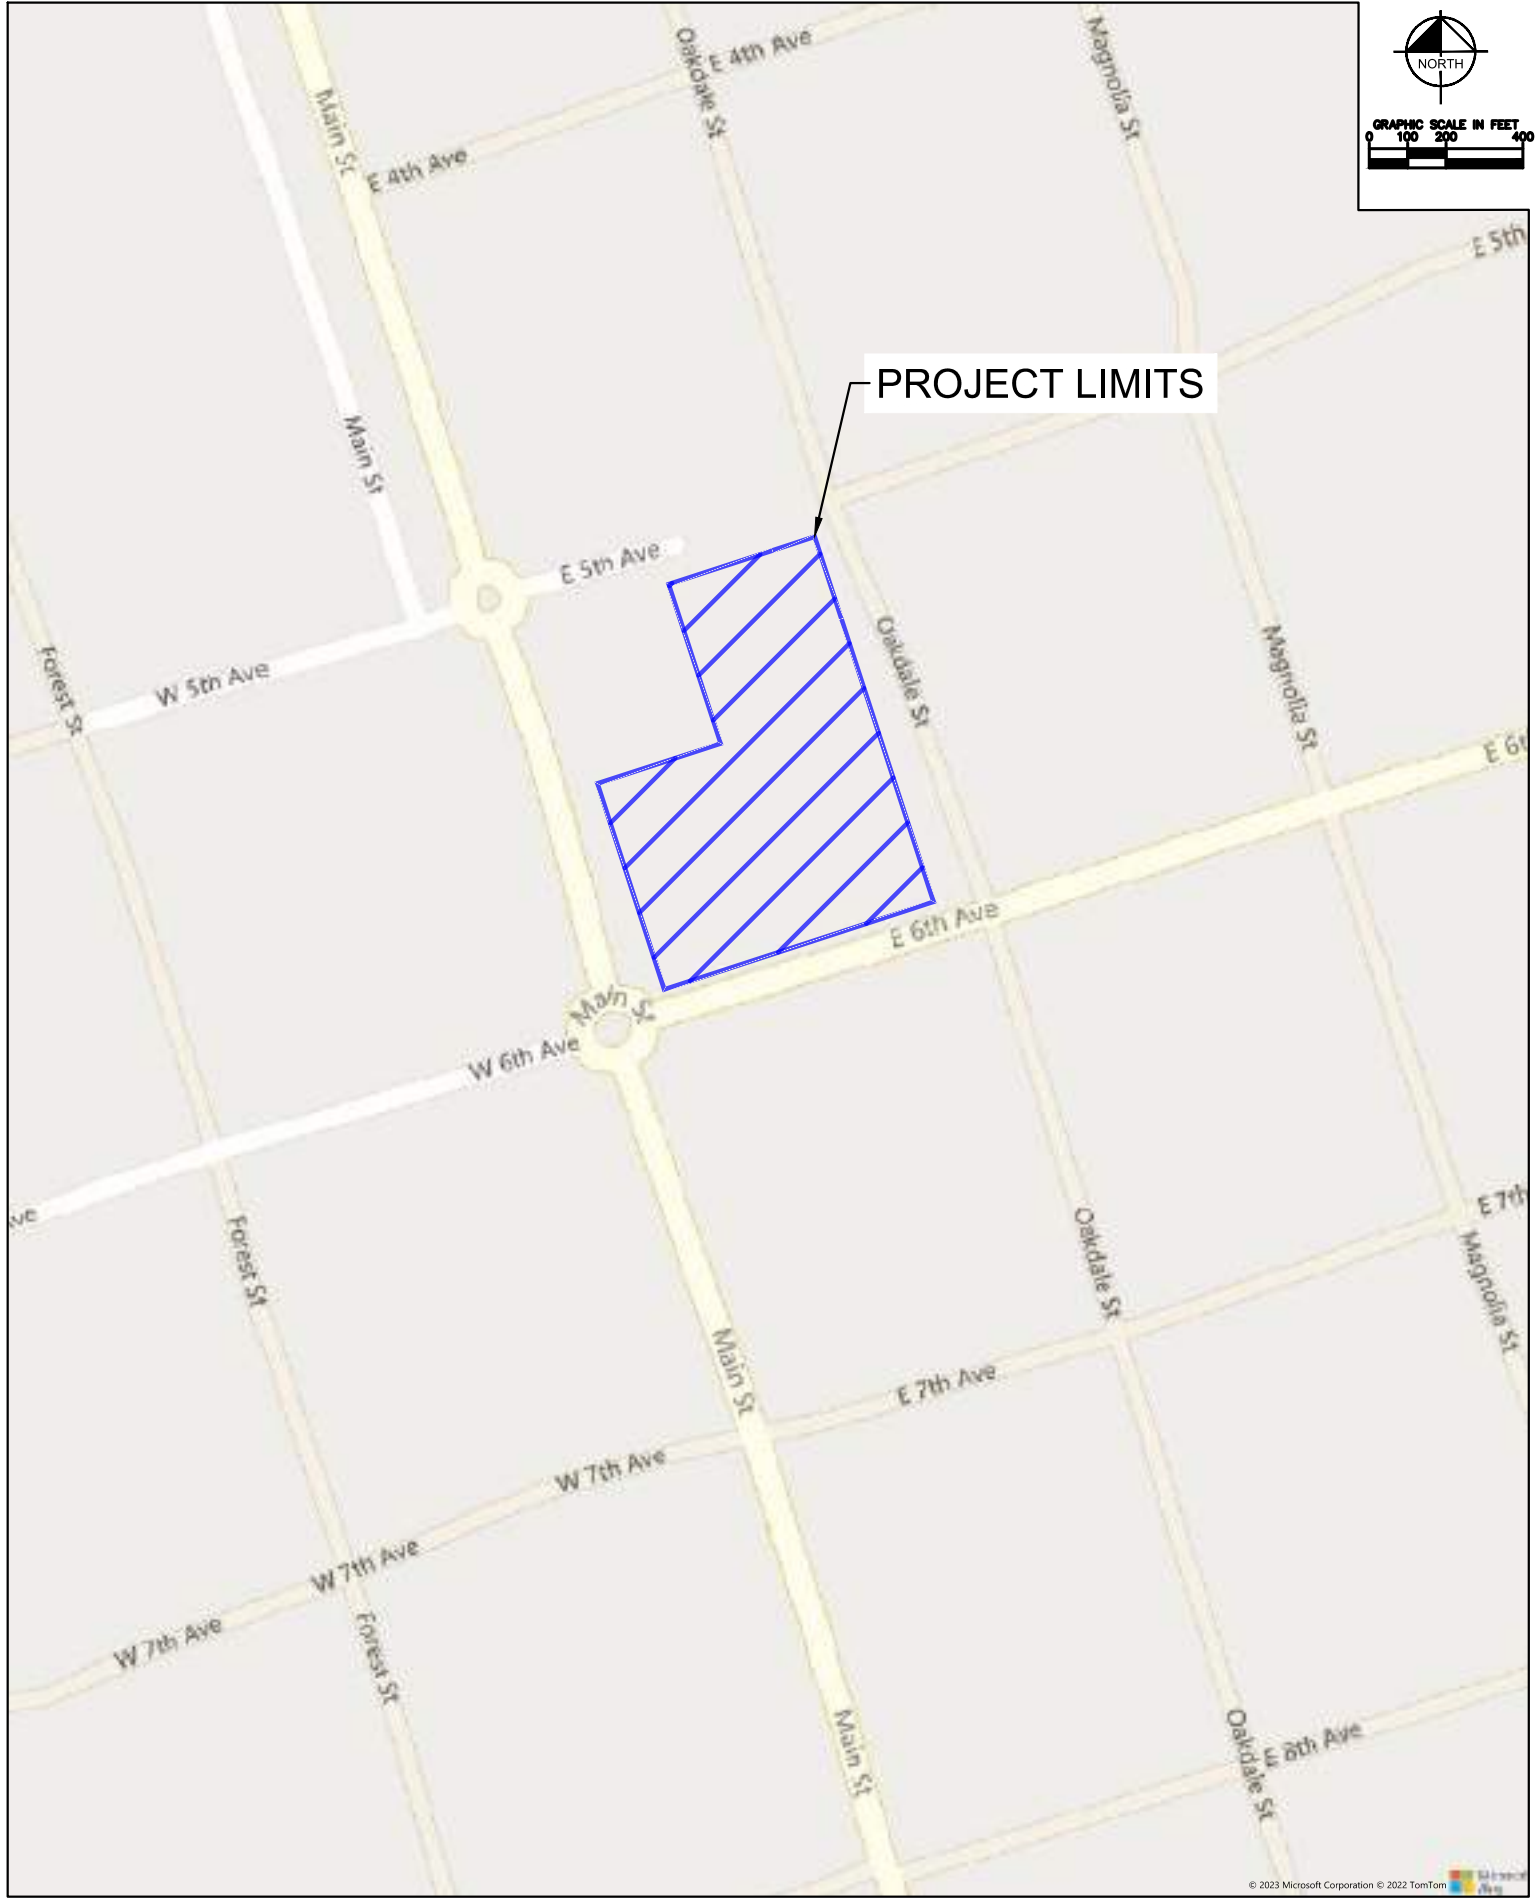 NORTH
GRAPHIC SCALE IN FEET
0 100 200 400
Oakdale St
E 4th Ave
Magnolia St
Main St
E 4th Ave
E 5th
PROJECT LIMITS
Main St
E 5th Ave
Forest St
W 5th Ave
Oakdale St
Magnolia St
E 6t
E 6th Ave
Main St
W 6th Ave
ve
E 7th
Forest St
Oakdale St
Magnolia St
Main St
E 7th Ave
W 7th Ave
W 7th Ave
W 7th Ave
Forest St
Main St
Oakdale St
E 8th Ave
© 2023 Microsoft Corporation © 2022 TomTom